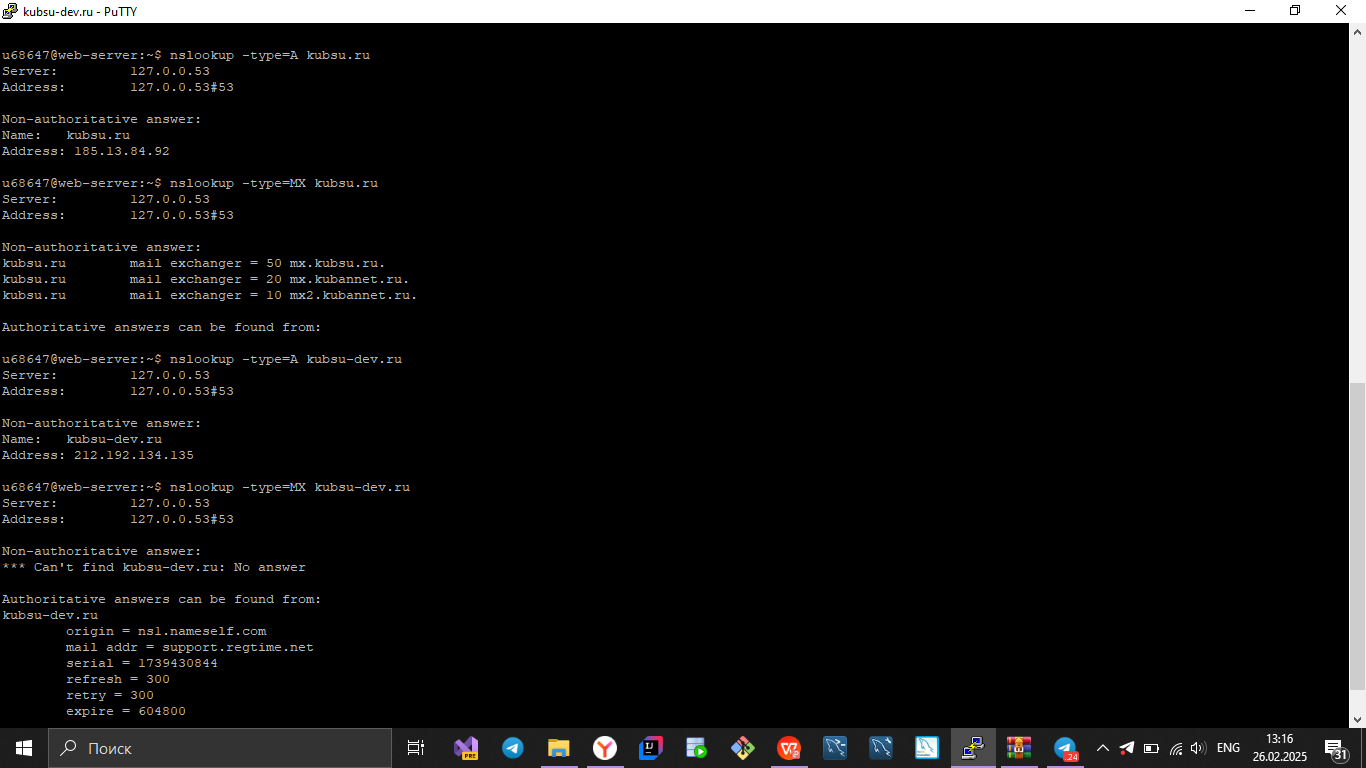 kubsu-dev.ru - PuTTY
u68647@web-server:~$ nslookup -type=A kubsu.ru
Server:         127.0.0.53
Address:        127.0.0.53#53
Non-authoritative answer:
Name:   kubsu.ru
Address: 185.13.84.92
u68647@web-server:~$ nslookup -type=MX kubsu.ru
Server:         127.0.0.53
Address:        127.0.0.53#53
Non-authoritative answer:
kubsu.ru        mail exchanger = 50 mx.kubsu.ru.
kubsu.ru        mail exchanger = 20 mx.kubannet.ru.
kubsu.ru        mail exchanger = 10 mx2.kubannet.ru.
Authoritative answers can be found from:
u68647@web-server:~$ nslookup -type=A kubsu-dev.ru
Server:         127.0.0.53
Address:        127.0.0.53#53
Non-authoritative answer:
Name:   kubsu-dev.ru
Address: 212.192.134.135
u68647@web-server:~$ nslookup -type=MX kubsu-dev.ru
Server:         127.0.0.53
Address:        127.0.0.53#53
Non-authoritative answer:
*** Can't find kubsu-dev.ru: No answer
Authoritative answers can be found from:
kubsu-dev.ru
        origin = ns1.nameself.com
        mail addr = support.regtime.net
        serial = 1739430844
        refresh = 300
        retry = 300
        expire = 604800
Поиск
PRE
24
ENG
13:16
26.02.2025
31